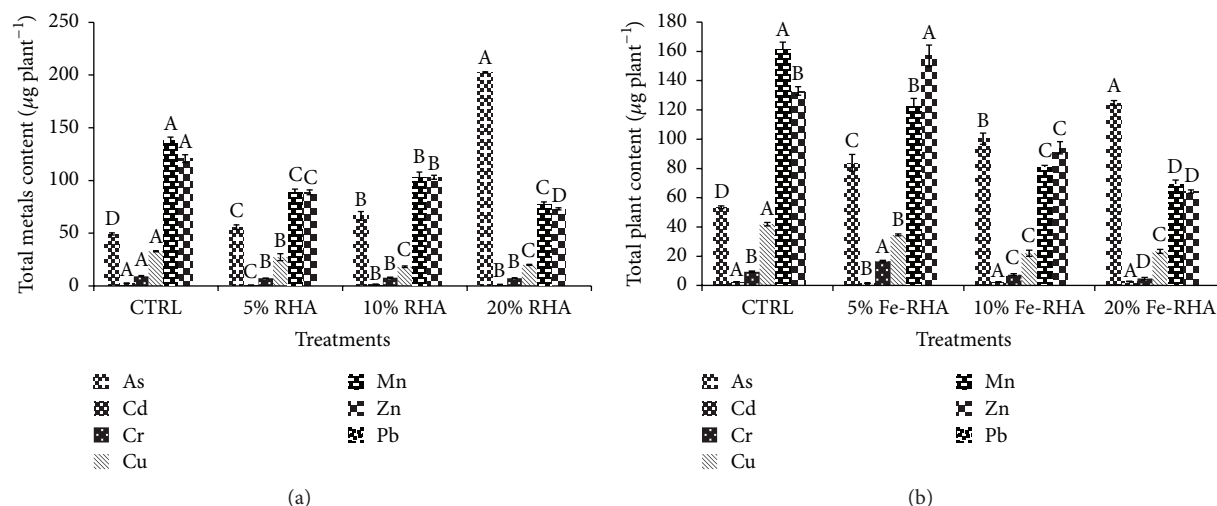 Total metals content (μg plant⁻¹)
250
200
150
100
50
0
D
A
A
A
A
A
C
C
B
B
C
C
B
B
B
C
B
B
A
B
B
C
C
D
CTRL
5% RHA
10% RHA
20% RHA
Treatments
As
Cd
Cr
Cu
Mn
Zn
Pb
(a)
Total plant content (μg plant⁻¹)
180
160
140
120
100
80
60
40
20
0
D
A
B
A
A
B
C
B
A
B
B
A
B
A
C
C
C
C
A
A
D
C
D
D
CTRL
5% Fe-RHA
10% Fe-RHA
20% Fe-RHA
Treatments
As
Cd
Cr
Cu
Mn
Zn
Pb
(b)